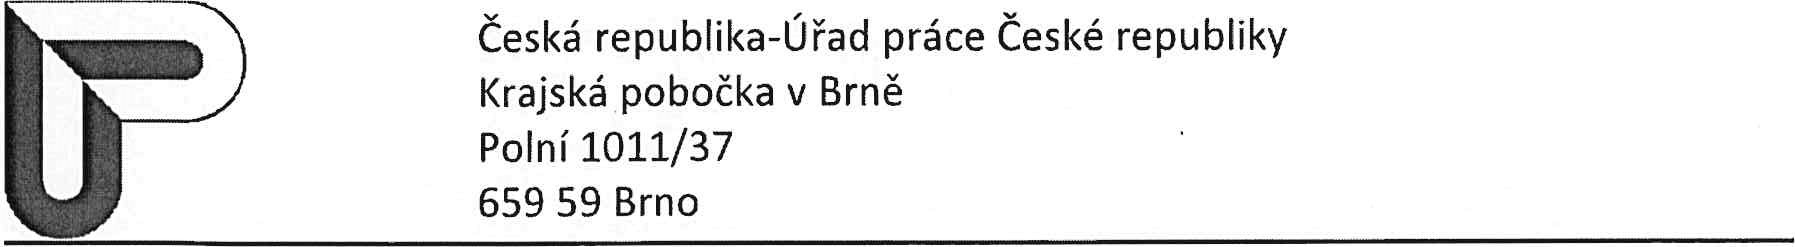 Česká republika-Úřad práce České republiky
Krajská pobočka v Brně
Polní 1011/37
659 59 Brno